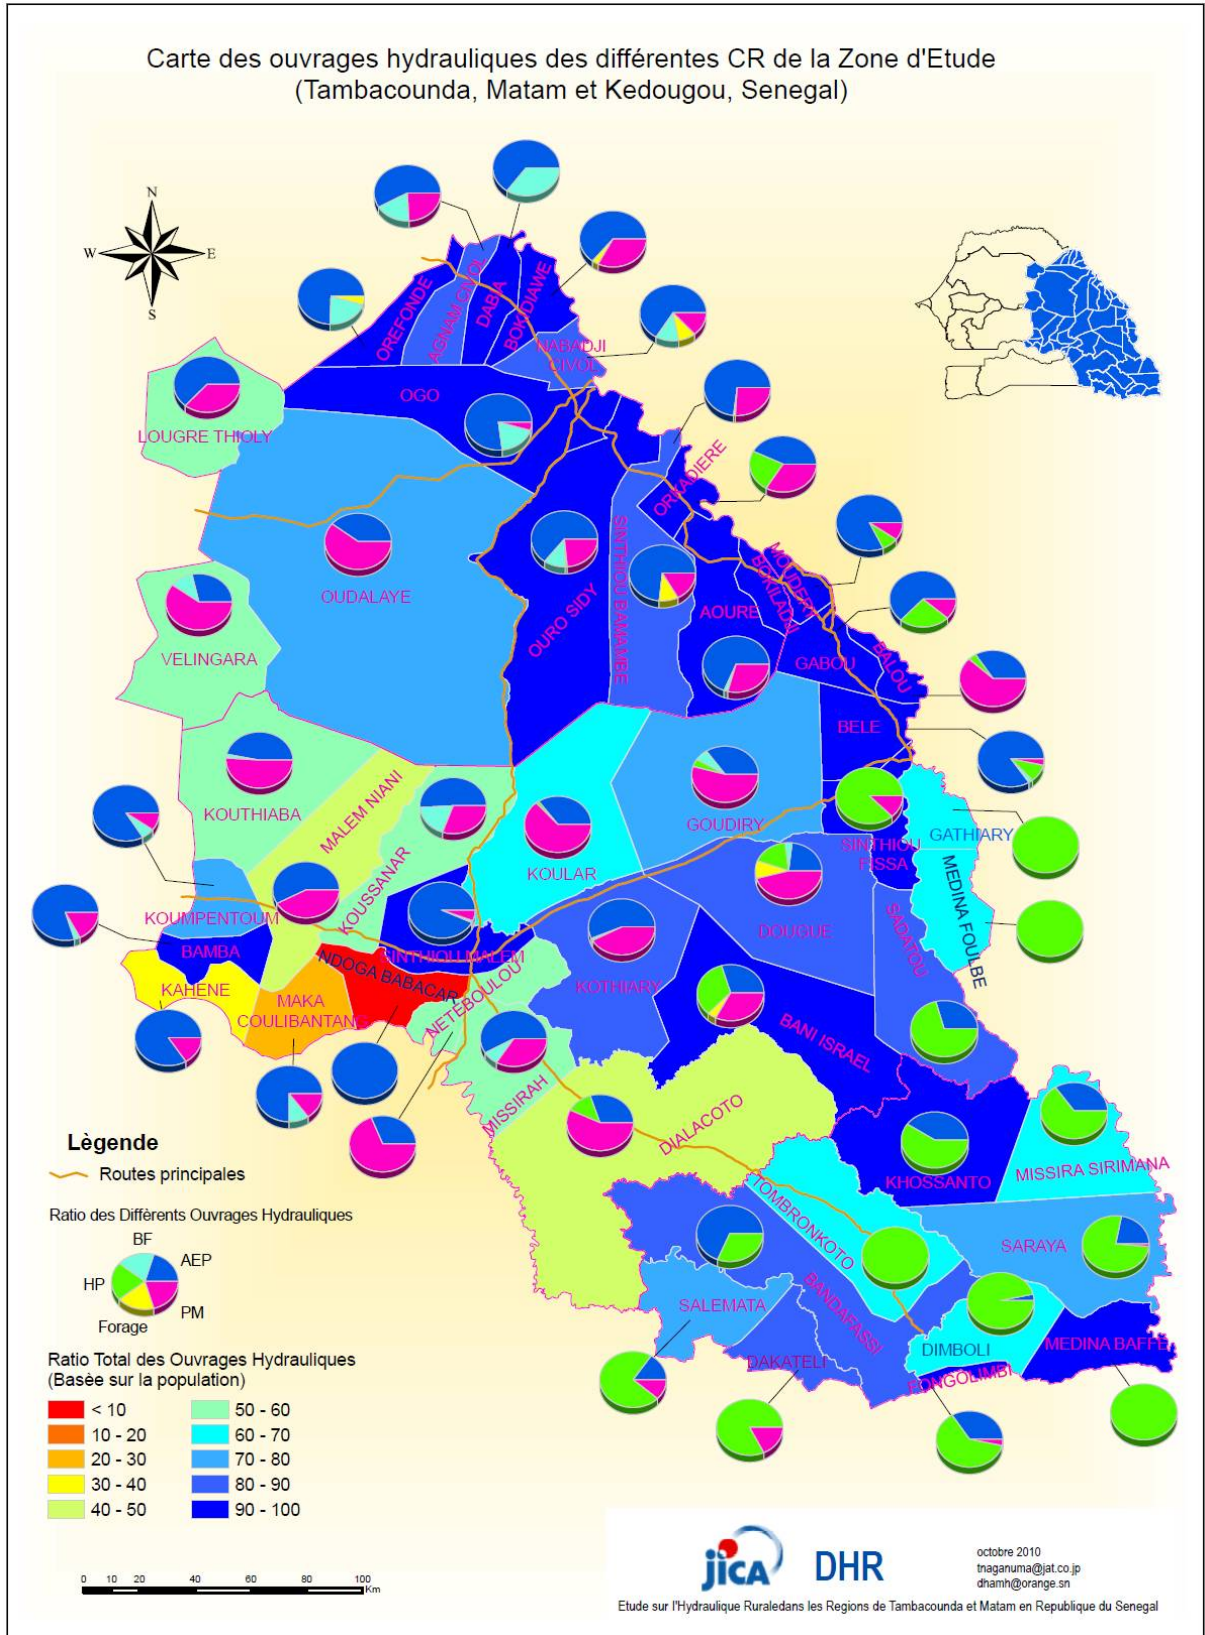 Carte des ouvrages hydrauliques des différentes CR de la Zone d'Etude
(Tambacounda, Matam et Kedougou, Senegal)
N
W
E
S
OREFONDE
AGNAM CIVOL
DABIA
BOKIDIAWE
NABADJI
CIVOL
OGO
LOUGRE THIOLY
ORKADIERE
OUDALAYE
OURO SIDY
SINTHIOU BAMAMBE
AOURE
MOUDERY
BOKILADJI
GABOU
BALOU
VELINGARA
BELE
KOUTHIABA
MALEM NIANI
KOUSSANAR
KOULAR
GOUDIRY
SINTHIOU
FISSA
GATHIARY
MEDINA FOULBE
KOUMPENTOUM
BAMBA
SINTHIOU MALEM
NDOGA BABACAR
KAHENE
MAKA
COULIBANTANG
NETEBOULOU
KOTHIARY
DOUGUE
SADATOU
BANI ISRAEL
MISSIRAH
DIALACOTO
KHOSSANTO
MISSIRA SIRIMANA
TOMBRONKOTO
SARAYA
SALEMATA
BANDAFASSI
DAKATELI
DIMBOLI
FONGOLIMBI
MEDINA BAFFE
Lègende
Routes principales
Ratio des Diffèrents Ouvrages Hydrauliques
BF
AEP
HP
PM
Forage
Ratio Total des Ouvrages Hydrauliques
(Basèe sur la population)
< 10
50 - 60
10 - 20
60 - 70
20 - 30
70 - 80
30 - 40
80 - 90
40 - 50
90 - 100
0 10 20 40 60 80 100
Km
jICA
DHR
octobre 2010
tnaganuma@jat.co.jp
dhamh@orange.sn
Etude sur l'Hydraulique Ruraledans les Regions de Tambacounda et Matam en Republique du Senegal